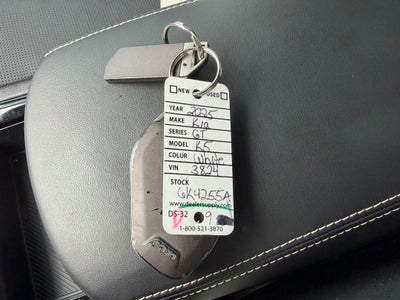 NEW USED
YEAR 2025
MAKE Kia
SERIES GT
MODEL K5
COLOR White
VIN 3824
STOCK
GK4255A
www.dealersupply.com
DS-32 9
1-800-521-3870